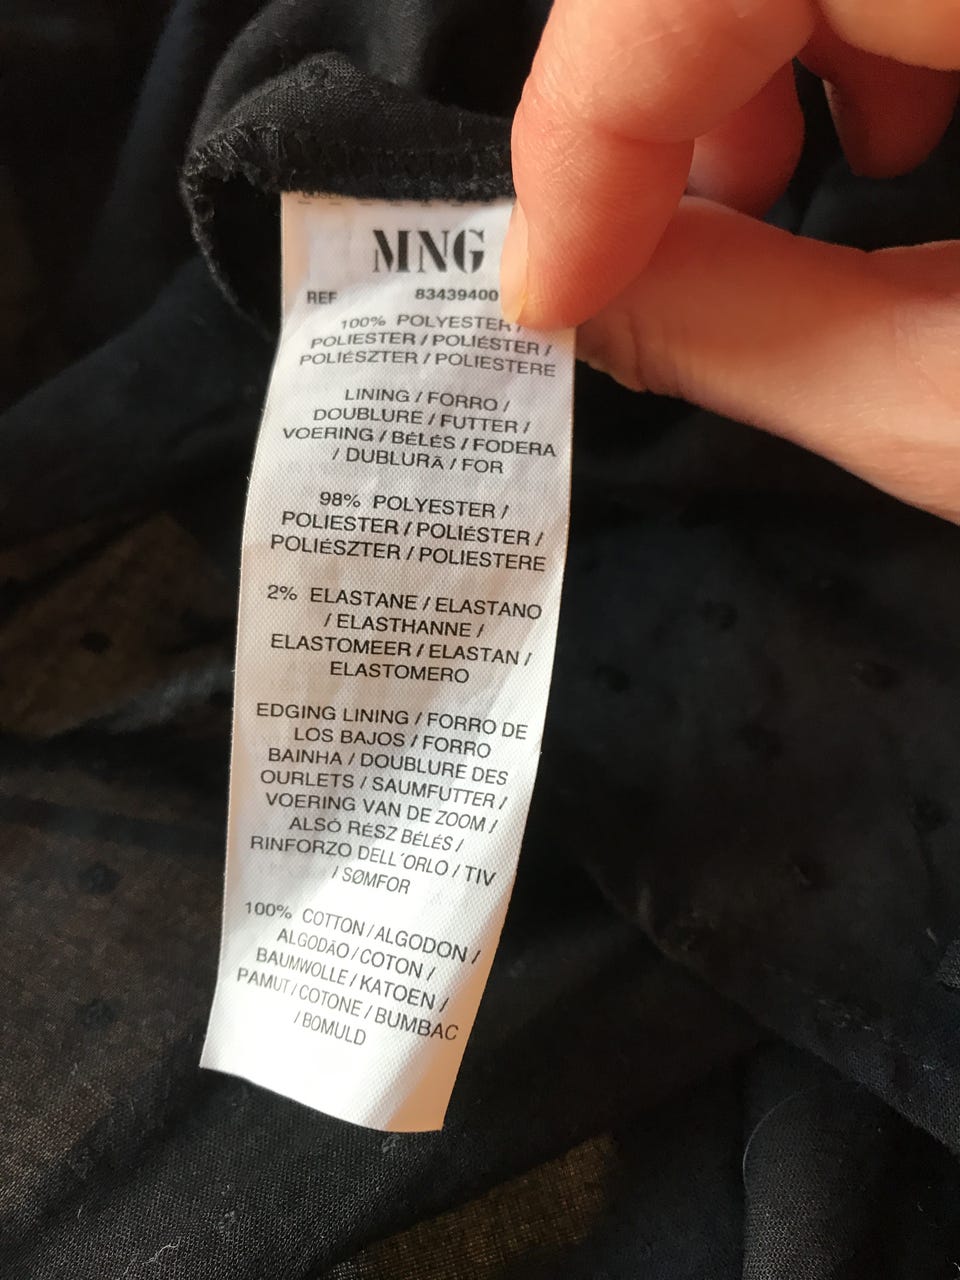 MNG
REF 83439400
100% POLYESTER /
POLIESTER / POLIÉSTER /
POLIÉSZTER / POLIESTERE
LINING / FORRO /
DOUBLURE / FUTTER /
VOERING / BÉLÉS / FODERA
/ DUBLURĂ / FOR
98% POLYESTER /
POLIESTER / POLIÉSTER /
POLIÉSZTER / POLIESTERE
2% ELASTANE / ELASTANO
/ ELASTHANNE /
ELASTOMEER / ELASTAN /
ELASTOMERO
EDGING LINING / FORRO DE
LOS BAJOS / FORRO
BAINHA / DOUBLURE DES
OURLETS / SAUMFUTTER /
VOERING VAN DE ZOOM /
ALSÓ RÉSZ BÉLÉS /
RINFORZO DELL´ORLO / TIV
/ SØMFOR
100% COTTON / ALGODON /
ALGODÃO / COTON /
BAUMWOLLE / KATOEN /
PAMUT / COTONE / BUMBAC
/ BOMULD